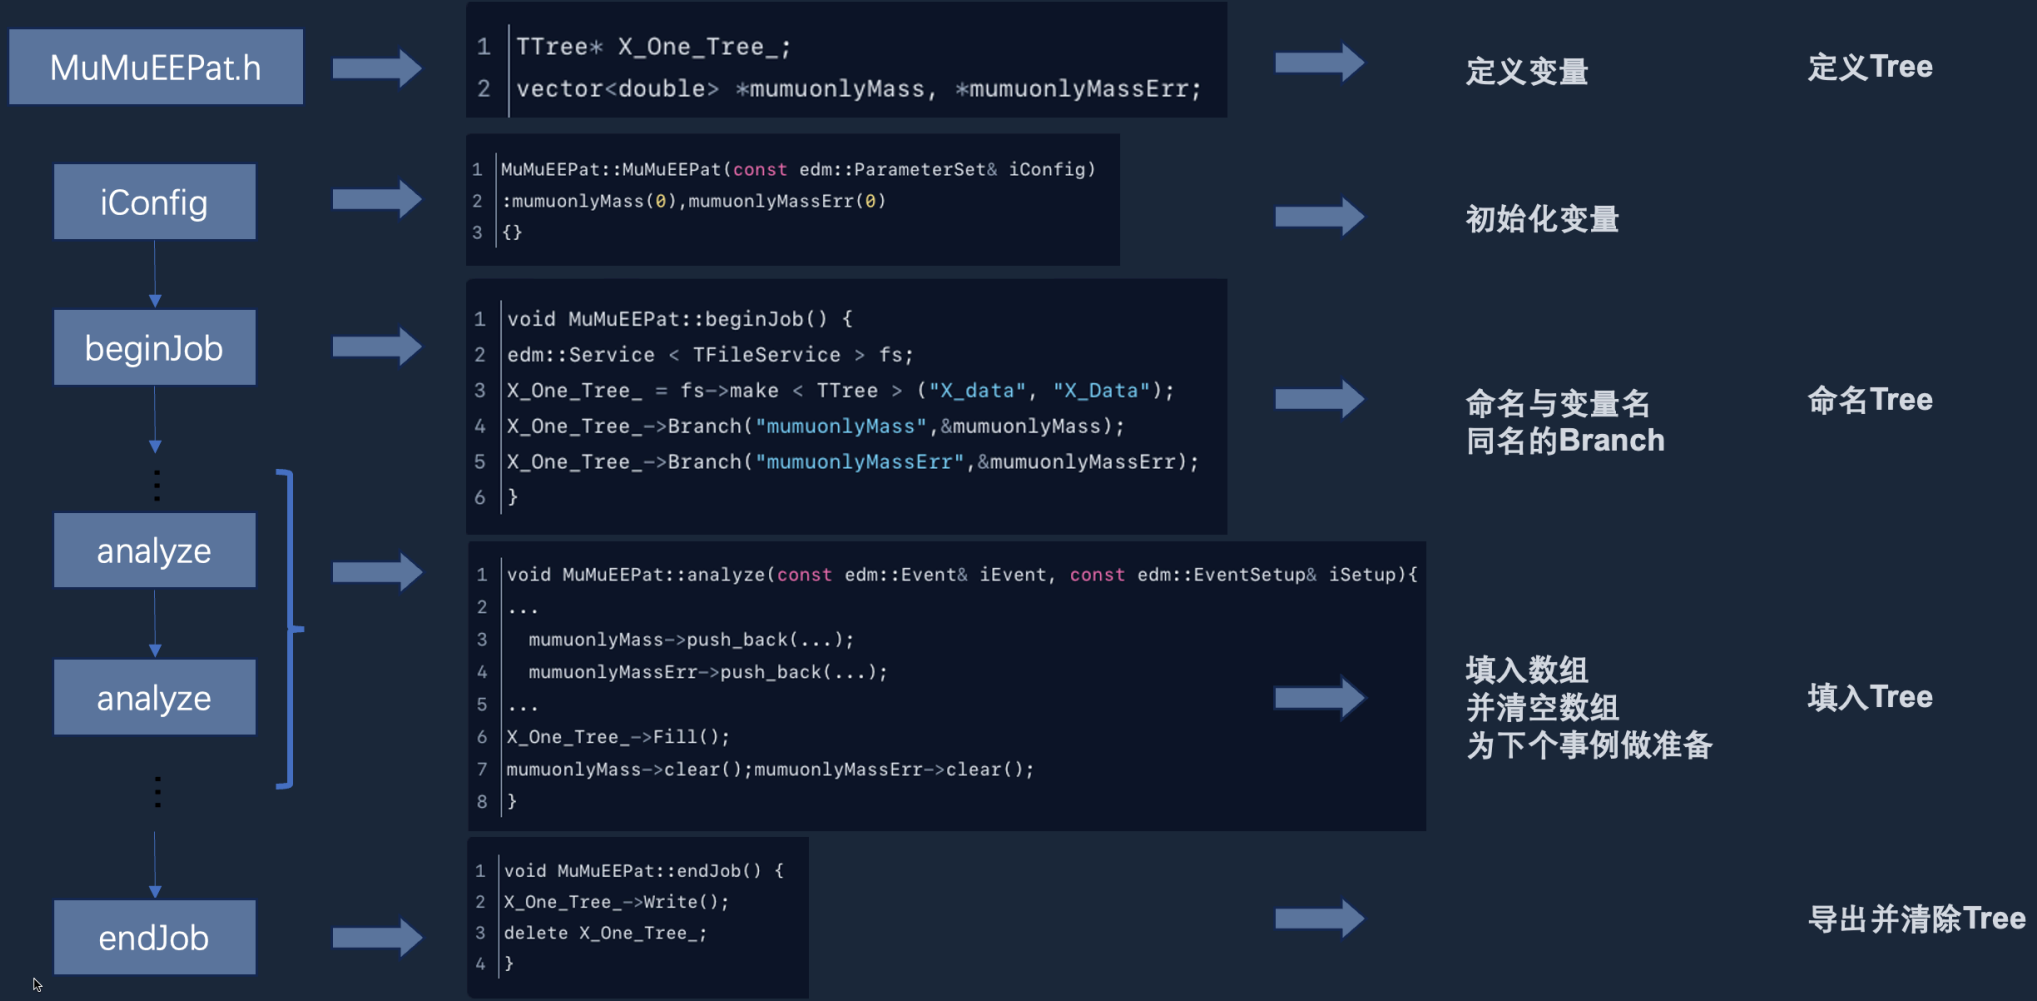 MuMuEEPat.h
1 TTree* X_One_Tree_;
2 vector<double> *mumuonlyMass, *mumuonlyMassErr;
定义变量
定义Tree
iConfig
1 MuMuEEPat::MuMuEEPat(const edm::ParameterSet& iConfig)
2 :mumuonlyMass(0),mumuonlyMassErr(0)
3 {}
初始化变量
beginJob
1 void MuMuEEPat::beginJob() {
2 edm::Service < TFileService > fs;
3 X_One_Tree_ = fs->make < TTree > ("X_data", "X_Data");
4 X_One_Tree_->Branch("mumuonlyMass",&mumuonlyMass);
5 X_One_Tree_->Branch("mumuonlyMassErr",&mumuonlyMassErr);
6 }
命名与变量名
同名的Branch
命名Tree
analyze
analyze
1 void MuMuEEPat::analyze(const edm::Event& iEvent, const edm::EventSetup& iSetup){
2 ...
3 mumuonlyMass->push_back(...);
4 mumuonlyMassErr->push_back(...);
5 ...
6 X_One_Tree_->Fill();
7 mumuonlyMass->clear();mumuonlyMassErr->clear();
8 }
填入数组
并清空数组
为下个事例做准备
填入Tree
endJob
1 void MuMuEEPat::endJob() {
2 X_One_Tree_->Write();
3 delete X_One_Tree_;
4 }
导出并清除Tree